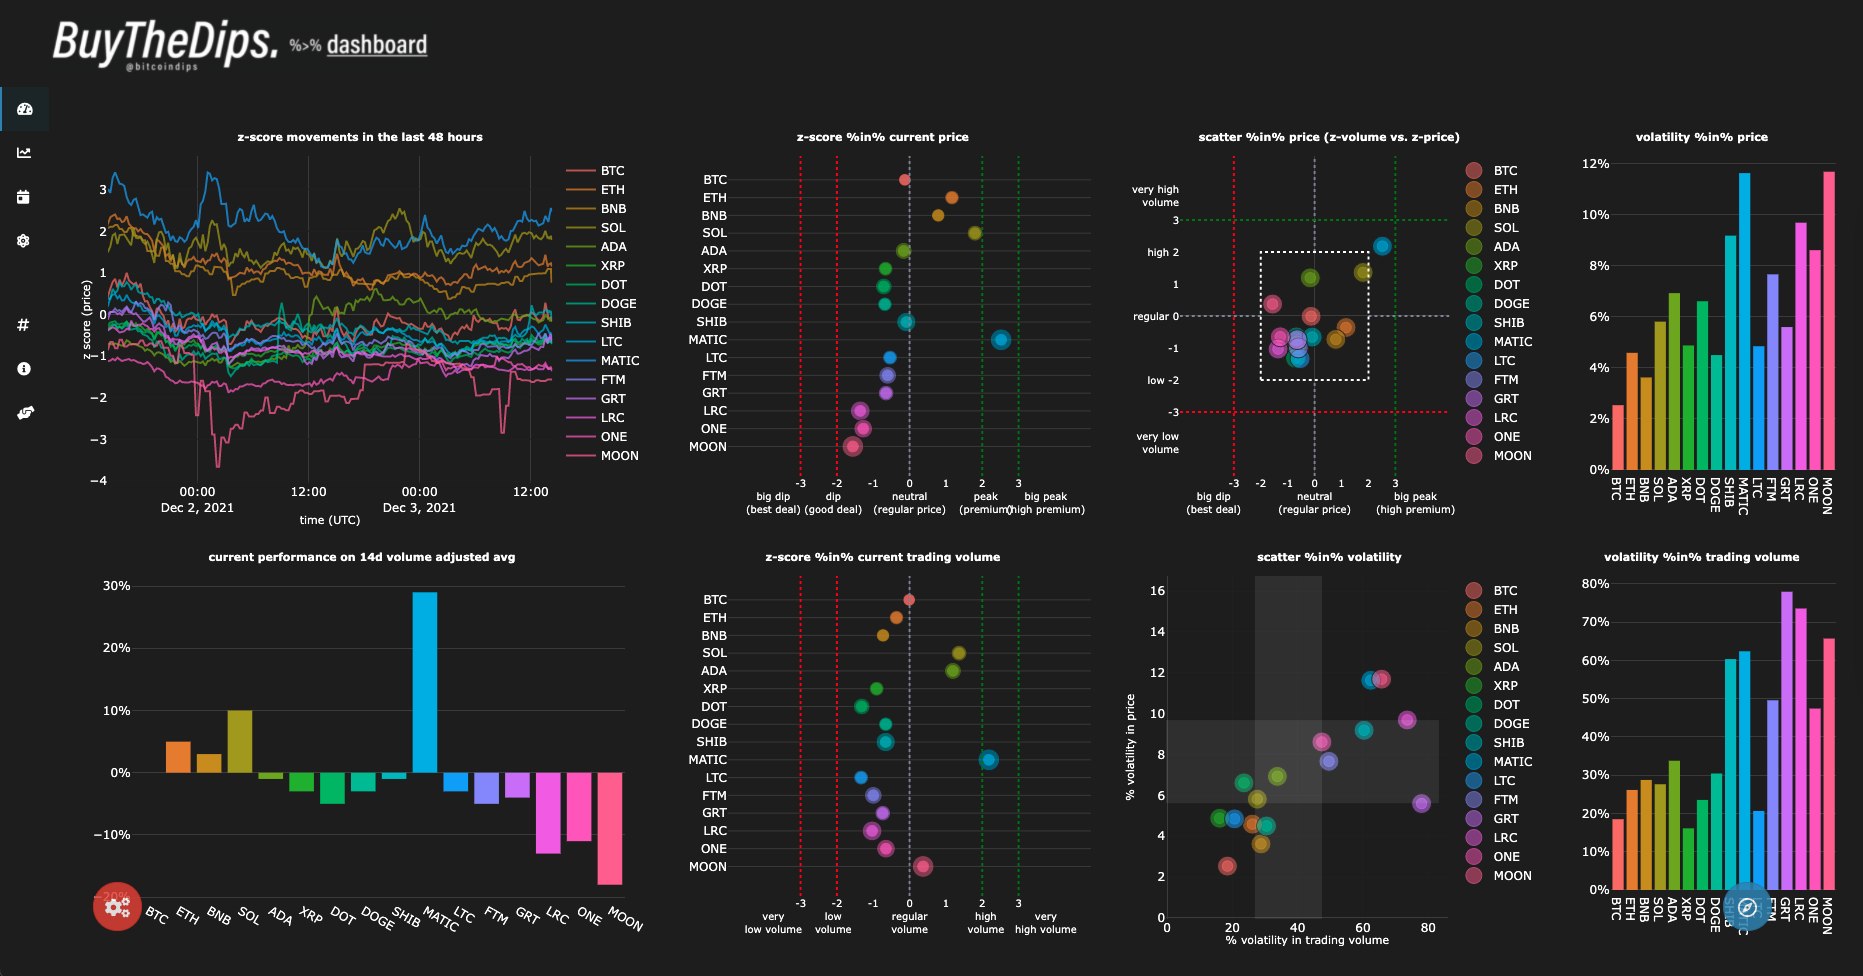 BuyTheDips. %>% dashboard
@bitcoindips
z-score movements in the last 48 hours
z score (price)
3
2
1
0
−1
−2
−3
−4
00:00
Dec 2, 2021
12:00
00:00
Dec 3, 2021
12:00
time (UTC)
BTC
ETH
BNB
SOL
ADA
XRP
DOT
DOGE
SHIB
LTC
MATIC
FTM
GRT
LRC
ONE
MOON
z-score %in% current price
BTC
ETH
BNB
SOL
ADA
XRP
DOT
DOGE
SHIB
MATIC
LTC
FTM
GRT
LRC
ONE
MOON
-3 -2 -1 0 1 2 3
big dip dip neutral peak big peak
(best deal) (good deal) (regular price) (premium) (high premium)
scatter %in% price (z-volume vs. z-price)
very high
volume
3
high 2
1
regular 0
-1
low -2
-3
very low
volume
-3 -2 -1 0 1 2 3
big dip neutral big peak
(best deal) (regular price) (high premium)
BTC
ETH
BNB
SOL
ADA
XRP
DOT
DOGE
SHIB
MATIC
LTC
FTM
GRT
LRC
ONE
MOON
volatility %in% price
12%
10%
8%
6%
4%
2%
0%
BTC
ETH
BNB
SOL
ADA
XRP
DOT
DOGE
SHIB
MATIC
LTC
FTM
GRT
LRC
ONE
MOON
current performance on 14d volume adjusted avg
30%
20%
10%
0%
−10%
−20%
BTC
ETH
BNB
SOL
ADA
XRP
DOT
DOGE
SHIB
MATIC
LTC
FTM
GRT
LRC
ONE
MOON
z-score %in% current trading volume
BTC
ETH
BNB
SOL
ADA
XRP
DOT
DOGE
SHIB
MATIC
LTC
FTM
GRT
LRC
ONE
MOON
-3 -2 -1 0 1 2 3
very low regular high very
low volume volume volume volume high volume
scatter %in% volatility
% volatility in price
16
14
12
10
8
6
4
2
0
0 20 40 60 80
% volatility in trading volume
BTC
ETH
BNB
SOL
ADA
XRP
DOT
DOGE
SHIB
MATIC
LTC
FTM
GRT
LRC
ONE
MOON
volatility %in% trading volume
80%
70%
60%
50%
40%
30%
20%
10%
0%
BTC
ETH
BNB
SOL
ADA
XRP
DOT
DOGE
SHIB
MATIC
LTC
FTM
GRT
LRC
ONE
MOON